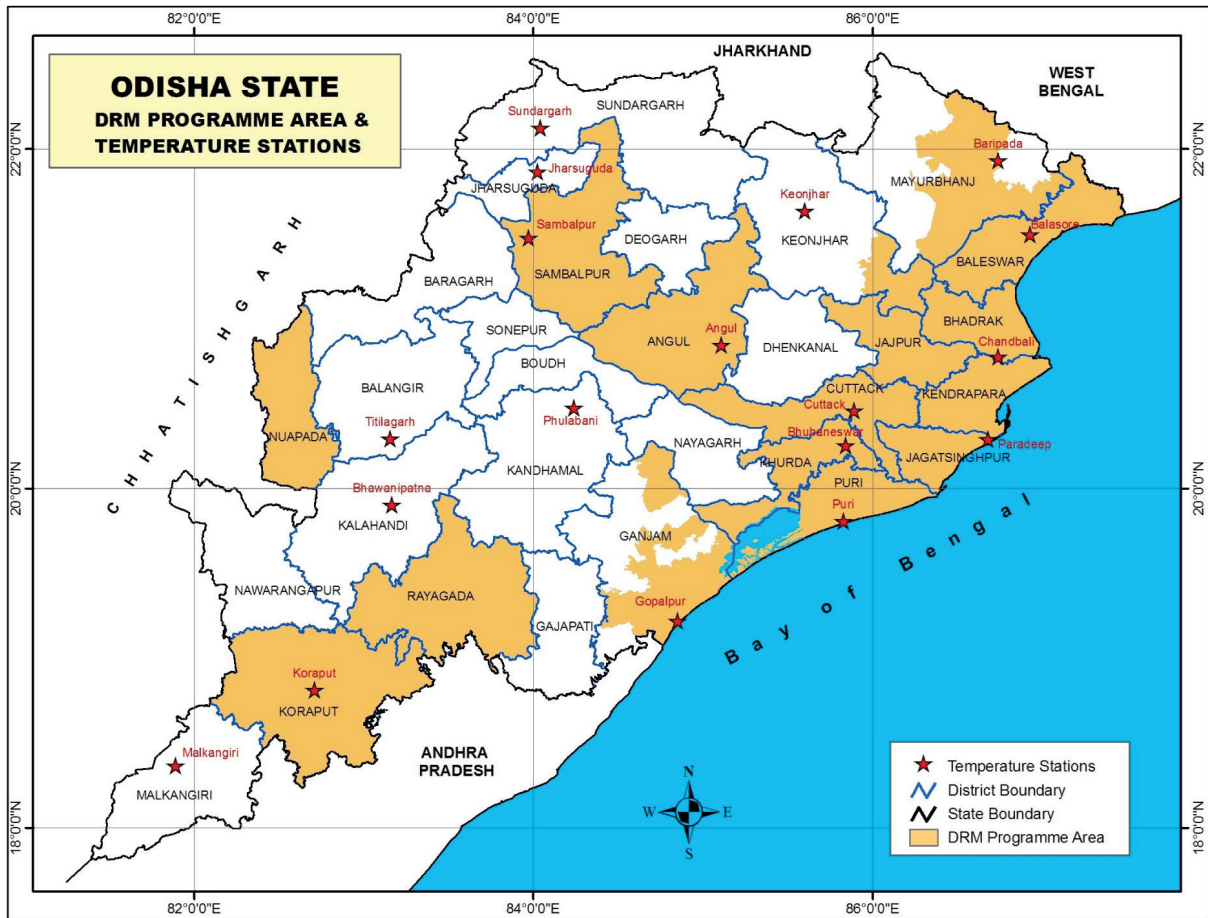 82°0'0"E
84°0'0"E
86°0'0"E
ODISHA STATE
DRM PROGRAMME AREA &
TEMPERATURE STATIONS
JHARKHAND
WEST
BENGAL
Sundargarh
SUNDARGARH
22°0'0"N
22°0'0"N
Baripada
Jharsuguda
JHARSUGUDA
MAYURBHANJ
Keonjhar
Sambalpur
Balasore
DEOGARH
KEONJHAR
BALESWAR
SAMBALPUR
BARAGARH
BHADRAK
SONEPUR
Angul
ANGUL
JAJPUR
Chandbali
DHENKANAL
BOUDH
BALANGIR
CUTTACK
KENDRAPARA
Cuttack
Titilagarh
Phulabani
Bhubaneswar
NUAPADA
NAYAGARH
Paradeep
JAGATSINGHPUR
KANDHAMAL
KHURDA
PURI
20°0'0"N
20°0'0"N
Bhawanipatna
Puri
KALAHANDI
GANJAM
CHHATISHGARH
NAWARANGAPUR
RAYAGADA
Gopalpur
GAJAPATI
Bay of Bengal
Koraput
KORAPUT
Malkangiri
MALKANGIRI
ANDHRA
PRADESH
N
W
E
S
Temperature Stations
District Boundary
State Boundary
DRM Programme Area
18°0'0"N
18°0'0"N
82°0'0"E
84°0'0"E
86°0'0"E